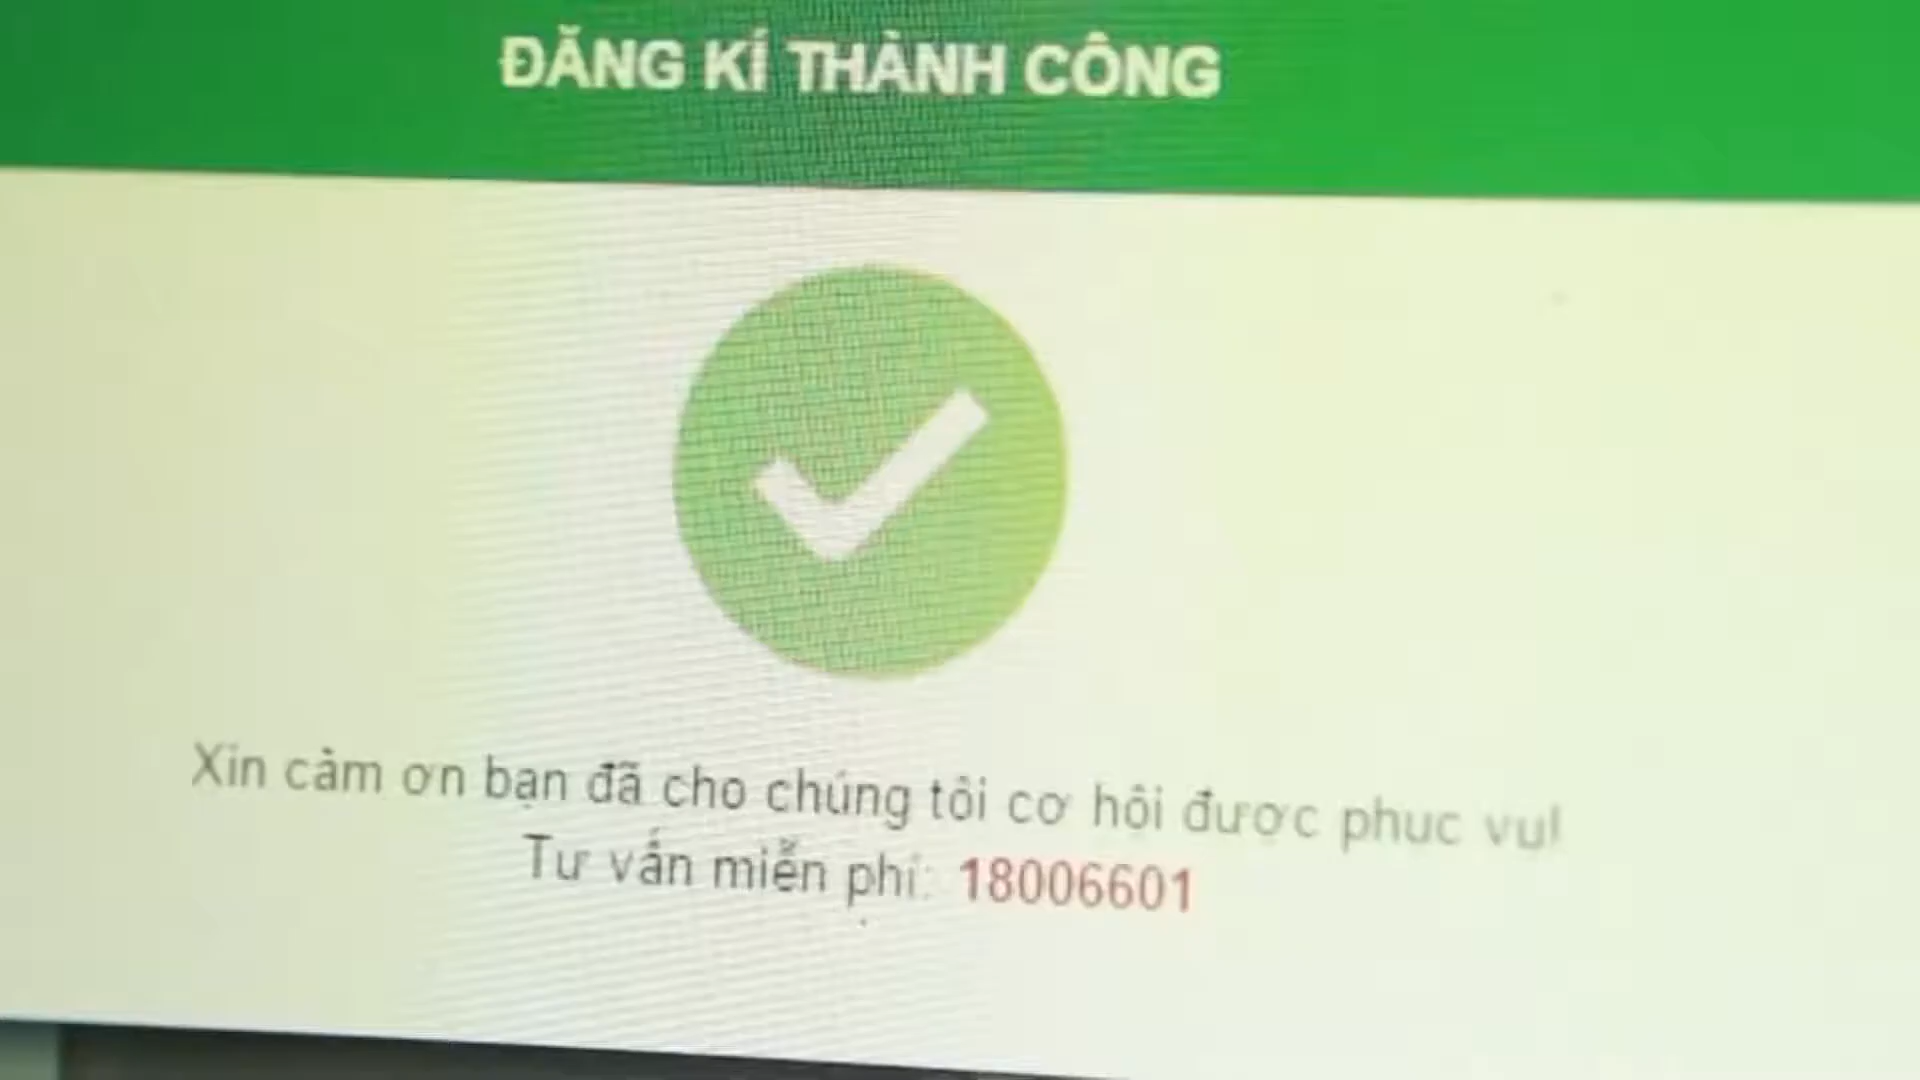 ĐĂNG KÍ THÀNH CÔNG
Xin cảm ơn bạn đã cho chúng tôi cơ hội được phục vụ!
Tư vấn miễn phí: 18006601